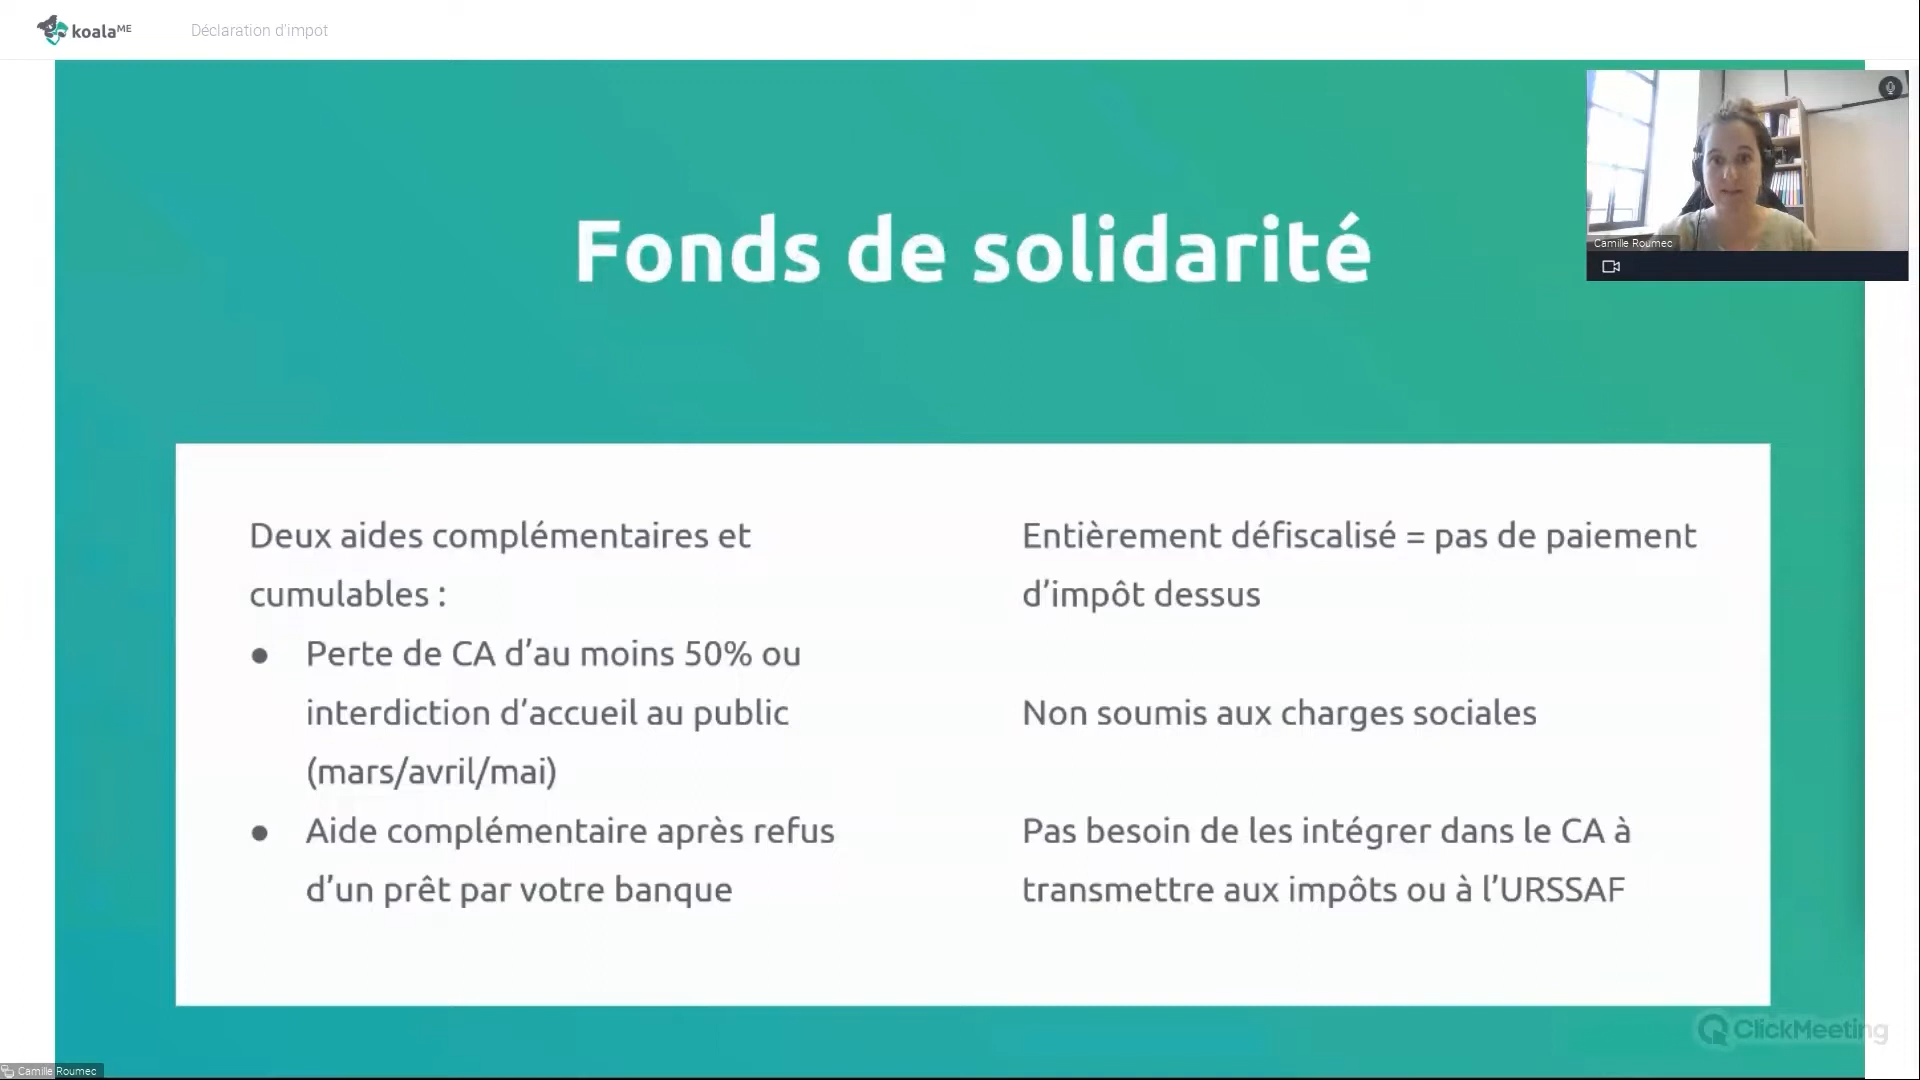 koala ME
Déclaration d'impot
Camille Roumec
Fonds de solidarité
Deux aides complémentaires et
cumulables :
● Perte de CA d’au moins 50% ou
interdiction d’accueil au public
(mars/avril/mai)
● Aide complémentaire après refus
d’un prêt par votre banque
Entièrement défiscalisé = pas de paiement
d’impôt dessus
Non soumis aux charges sociales
Pas besoin de les intégrer dans le CA à
transmettre aux impôts ou à l’URSSAF
ClickMeeting
Camille Roumec